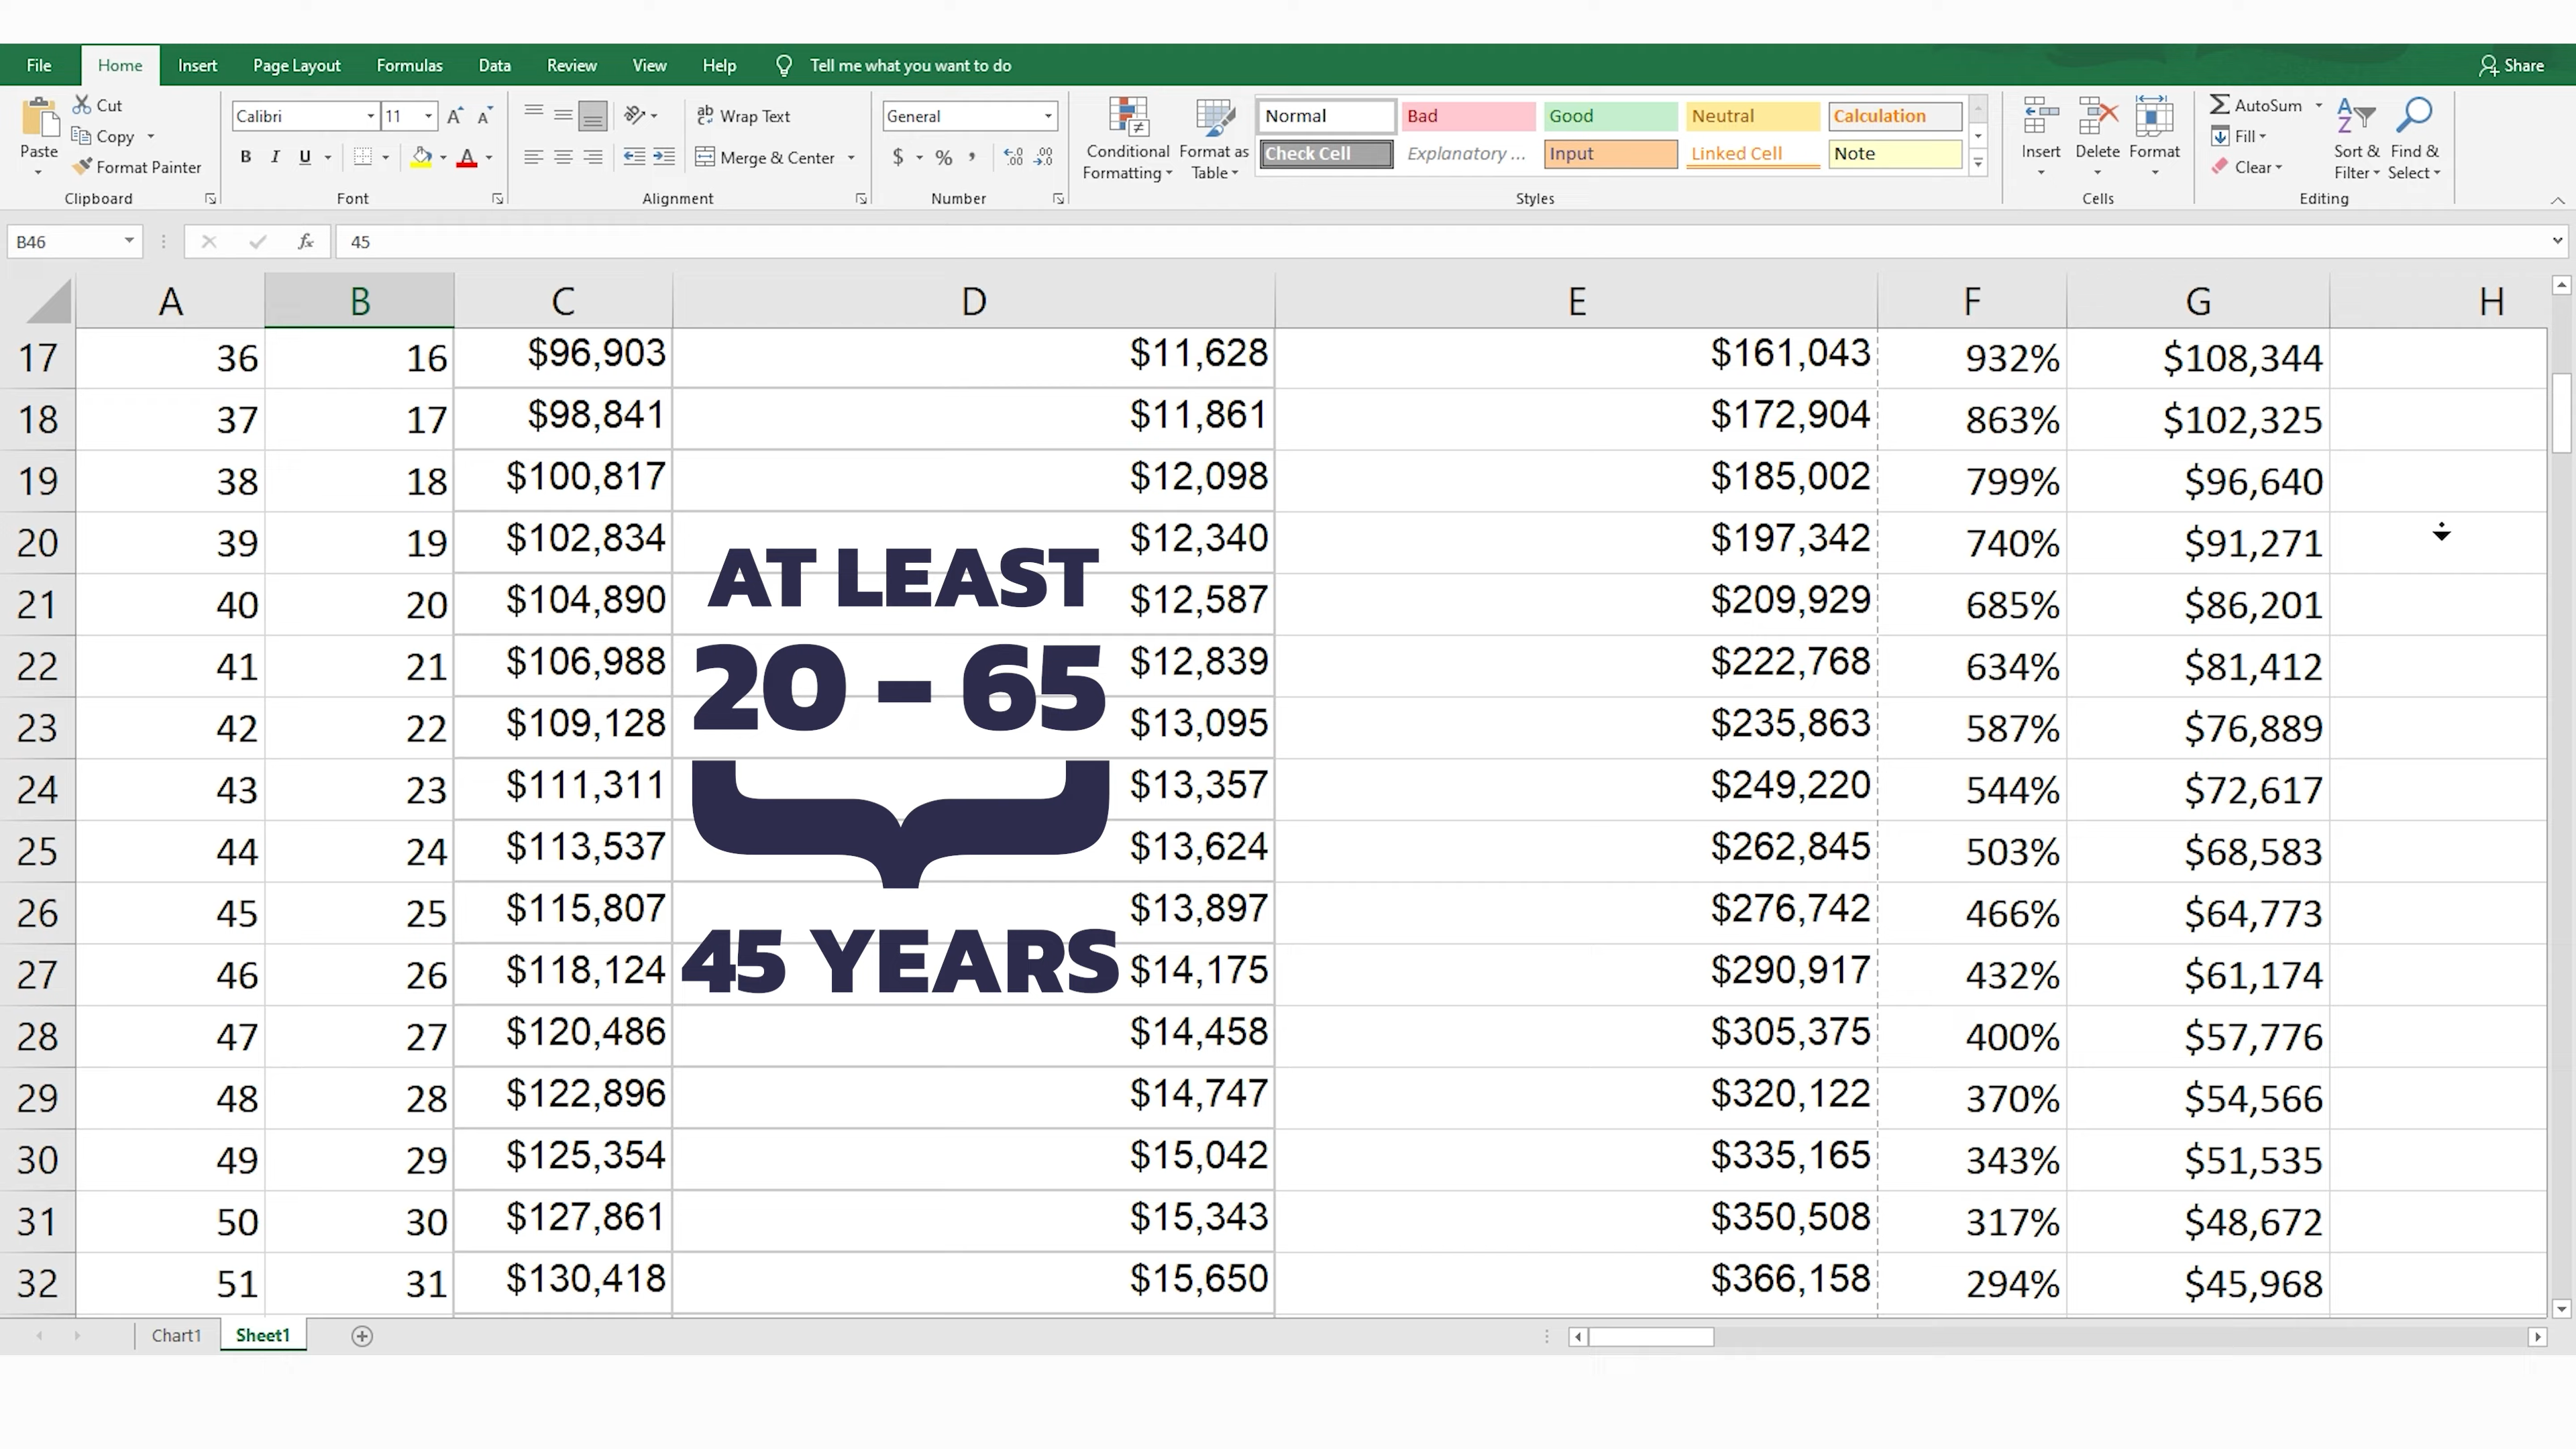 File Home Insert Page Layout Formulas Data Review View Help Tell me what you want to do Share
Paste
Cut
Copy
Format Painter
Clipboard
Calibri 11
B I U
Font
Wrap Text
Merge & Center
Alignment
General
$ % ,
Number
Conditional Formatting
Format as Table
Normal Bad Good Neutral Calculation
Check Cell Explanatory ... Input Linked Cell Note
Styles
Insert Delete Format
Cells
AutoSum
Fill
Clear
Sort & Filter
Find & Select
Editing
B46 fx 45
A B C D E F G H
17 36 16 $96,903 $11,628 $161,043 932% $108,344
18 37 17 $98,841 $11,861 $172,904 863% $102,325
19 38 18 $100,817 $12,098 $185,002 799% $96,640
20 39 19 $102,834 $12,340 $197,342 740% $91,271
21 40 20 $104,890 $12,587 $209,929 685% $86,201
22 41 21 $106,988 $12,839 $222,768 634% $81,412
23 42 22 $109,128 $13,095 $235,863 587% $76,889
24 43 23 $111,311 $13,357 $249,220 544% $72,617
25 44 24 $113,537 $13,624 $262,845 503% $68,583
26 45 25 $115,807 $13,897 $276,742 466% $64,773
27 46 26 $118,124 $14,175 $290,917 432% $61,174
28 47 27 $120,486 $14,458 $305,375 400% $57,776
29 48 28 $122,896 $14,747 $320,122 370% $54,566
30 49 29 $125,354 $15,042 $335,165 343% $51,535
31 50 30 $127,861 $15,343 $350,508 317% $48,672
32 51 31 $130,418 $15,650 $366,158 294% $45,968
AT LEAST
20 - 65
45 YEARS
Chart1 Sheet1